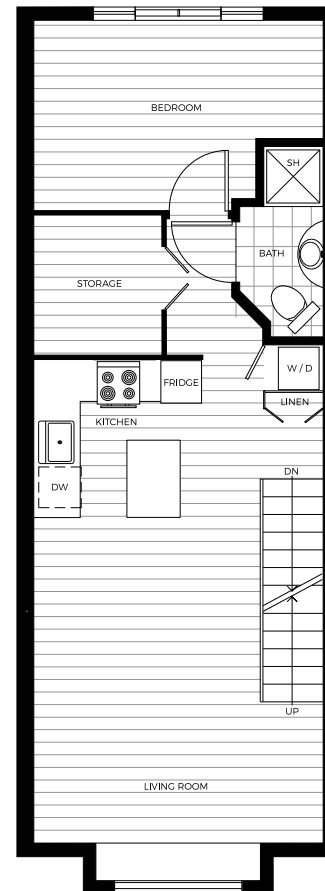 BEDROOM
SH
BATH
STORAGE
W / D
FRIDGE
LINEN
KITCHEN
DN
DW
UP
LIVING ROOM